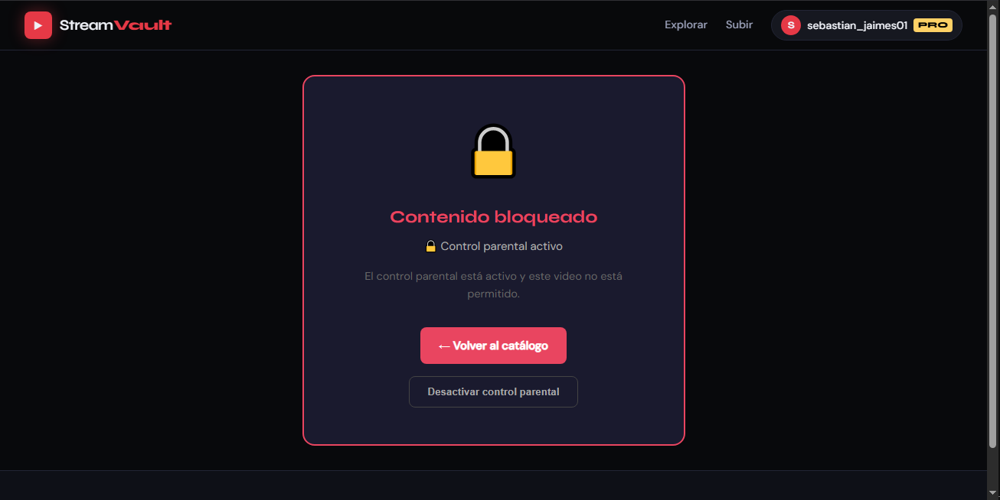 StreamVault
Explorar
Subir
S
sebastian_jaimes01
PRO
Contenido bloqueado
Control parental activo
El control parental está activo y este video no está
permitido.
← Volver al catálogo
Desactivar control parental